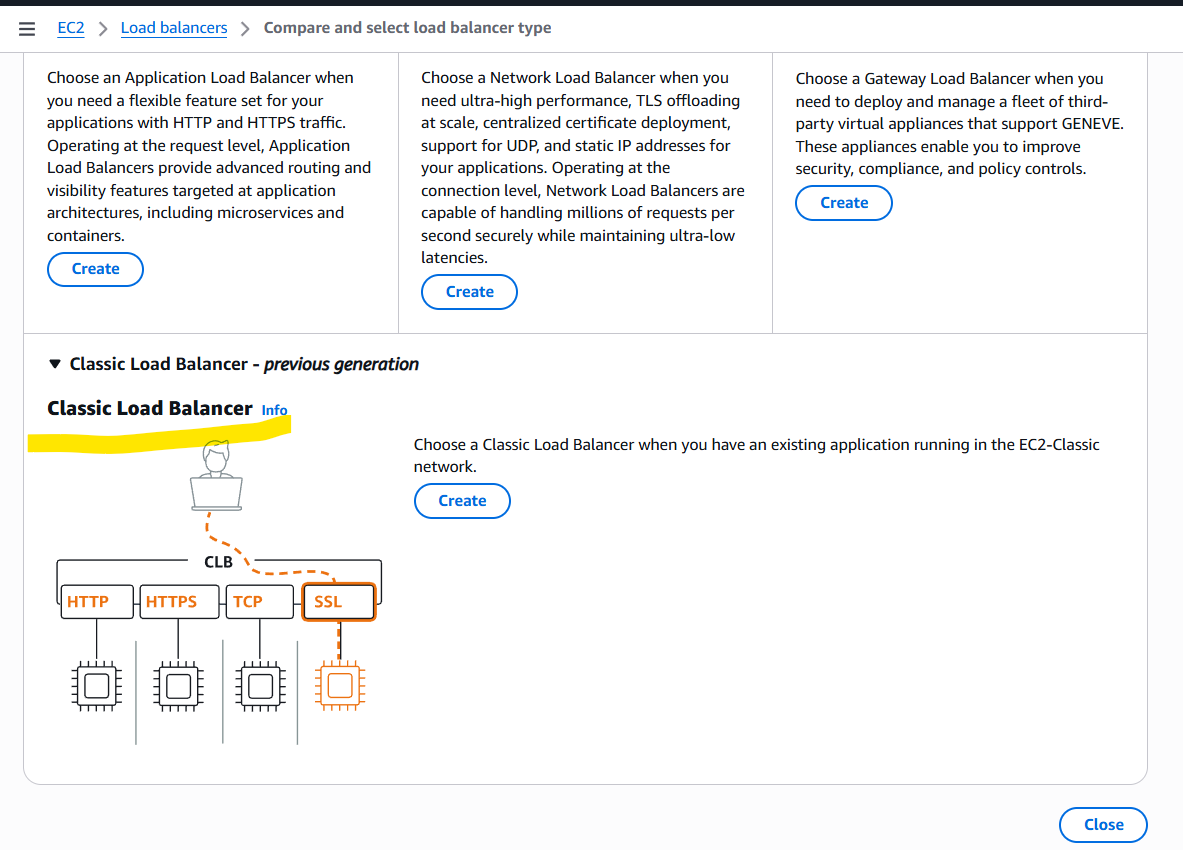 EC2 > Load balancers > Compare and select load balancer type
Choose an Application Load Balancer when
you need a flexible feature set for your
applications with HTTP and HTTPS traffic.
Operating at the request level, Application
Load Balancers provide advanced routing and
visibility features targeted at application
architectures, including microservices and
containers.
Create
Choose a Network Load Balancer when you
need ultra-high performance, TLS offloading
at scale, centralized certificate deployment,
support for UDP, and static IP addresses for
your applications. Operating at the
connection level, Network Load Balancers are
capable of handling millions of requests per
second securely while maintaining ultra-low
latencies.
Create
Choose a Gateway Load Balancer when you
need to deploy and manage a fleet of third-
party virtual appliances that support GENEVE.
These appliances enable you to improve
security, compliance, and policy controls.
Create
Classic Load Balancer - previous generation
Classic Load Balancer Info
Choose a Classic Load Balancer when you have an existing application running in the EC2-Classic
network.
Create
CLB
HTTP HTTPS TCP SSL
Close